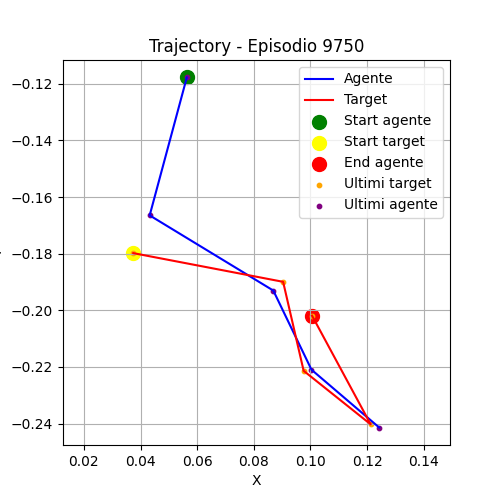 Trajectory - Episodio 9750
Agente
Target
Start agente
Start target
End agente
Ultimi target
Ultimi agente
−0.12
−0.14
−0.16
−0.18
−0.20
−0.22
−0.24
0.02 0.04 0.06 0.08 0.10 0.12 0.14
X